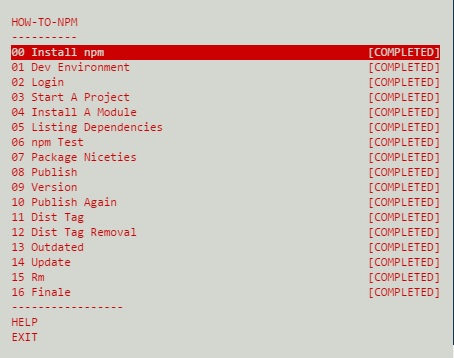 HOW-TO-NPM
----------
00 Install npm [COMPLETED]
01 Dev Environment [COMPLETED]
02 Login [COMPLETED]
03 Start A Project [COMPLETED]
04 Install A Module [COMPLETED]
05 Listing Dependencies [COMPLETED]
06 npm Test [COMPLETED]
07 Package Niceties [COMPLETED]
08 Publish [COMPLETED]
09 Version [COMPLETED]
10 Publish Again [COMPLETED]
11 Dist Tag [COMPLETED]
12 Dist Tag Removal [COMPLETED]
13 Outdated [COMPLETED]
14 Update [COMPLETED]
15 Rm [COMPLETED]
16 Finale [COMPLETED]
-----------------
HELP
EXIT